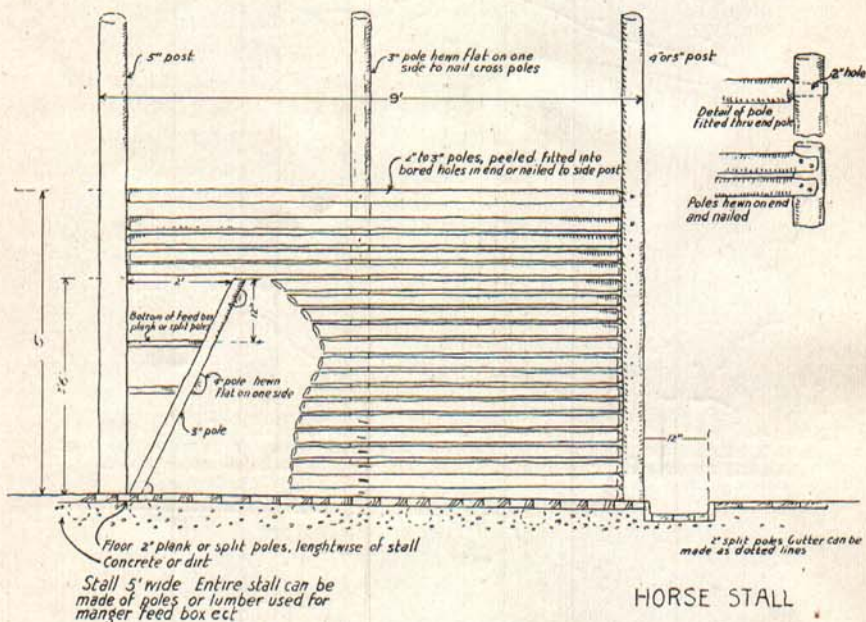 5" post
3" pole hewn flat on one
side to nail cross poles
4" or 5" post
9'
2" hole
Detail of pole
fitted thru end pole
2" to 3" poles, peeled, fitted into
bored holes in end or nailed to side post
Poles hewn on end
and nailed
2'
Bottom of feed box
plank or split poles
12"
4" pole hewn
flat on one side
3" pole
12"
Floor 2" plank or split poles, lenghtwise of stall
Concrete or dirt
2" split poles Gutter can be
made as dotted lines
Stall 5' wide Entire stall can be
made of poles or lumber used for
manger feed box ect
HORSE STALL